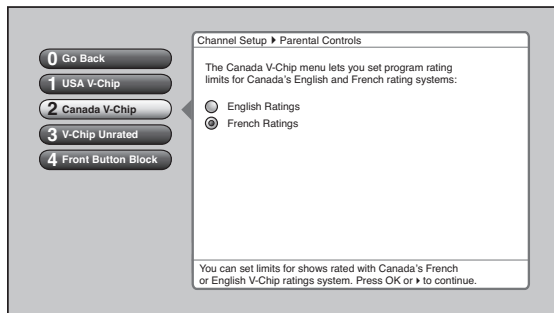 Channel Setup ▸ Parental Controls
0 Go Back
1 USA V-Chip
2 Canada V-Chip
3 V-Chip Unrated
4 Front Button Block
The Canada V-Chip menu lets you set program rating
limits for Canada's English and French rating systems:
English Ratings
French Ratings
You can set limits for shows rated with Canada's French
or English V-Chip ratings system. Press OK or ▸ to continue.